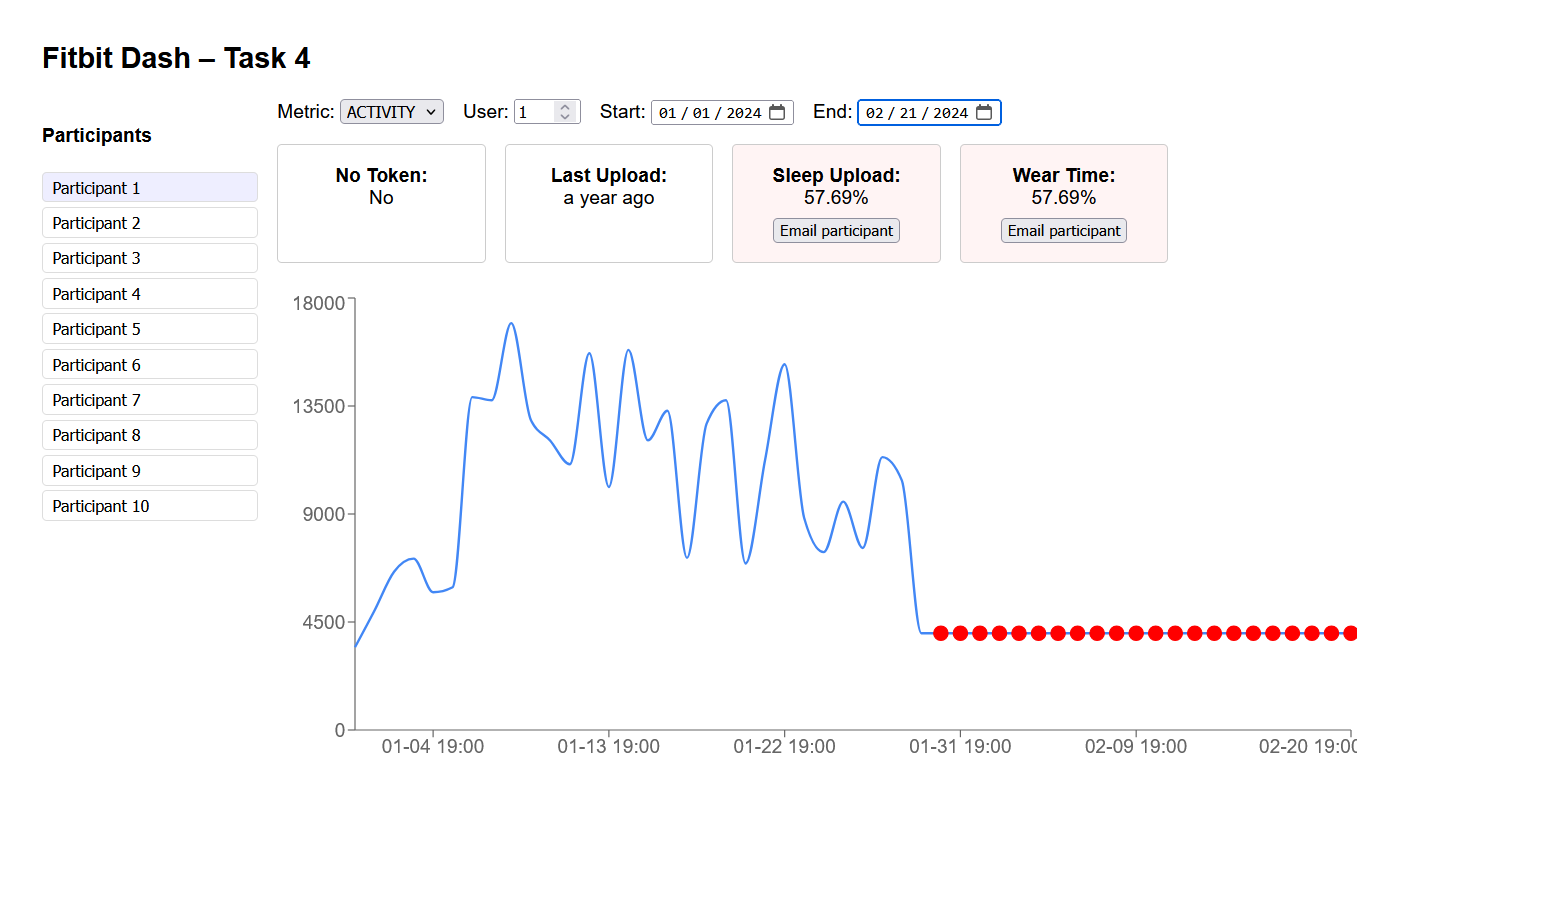 Fitbit Dash – Task 4
Metric: ACTIVITY User: 1 Start: 01 / 01 / 2024 End: 02 / 21 / 2024
Participants
Participant 1
Participant 2
Participant 3
Participant 4
Participant 5
Participant 6
Participant 7
Participant 8
Participant 9
Participant 10
No Token:
No
Last Upload:
a year ago
Sleep Upload:
57.69%
Email participant
Wear Time:
57.69%
Email participant
18000
13500
9000
4500
0
01-04 19:00 01-13 19:00 01-22 19:00 01-31 19:00 02-09 19:00 02-20 19:00